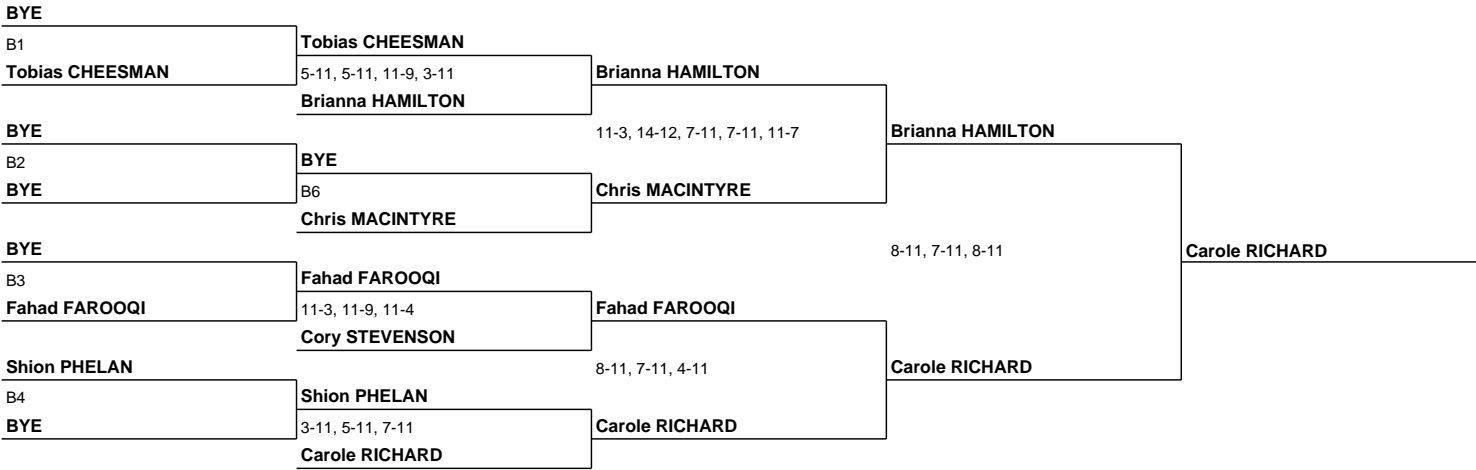 BYE
B1
Tobias CHEESMAN
Tobias CHEESMAN
5-11, 5-11, 11-9, 3-11
Brianna HAMILTON
Brianna HAMILTON
BYE
B2
BYE
BYE
B6
Chris MACINTYRE
11-3, 14-12, 7-11, 7-11, 11-7
Chris MACINTYRE
Brianna HAMILTON
BYE
B3
Fahad FAROOQI
Fahad FAROOQI
11-3, 11-9, 11-4
Cory STEVENSON
Fahad FAROOQI
Shion PHELAN
B4
BYE
Shion PHELAN
3-11, 5-11, 7-11
Carole RICHARD
8-11, 7-11, 4-11
Carole RICHARD
Carole RICHARD
8-11, 7-11, 8-11
Carole RICHARD